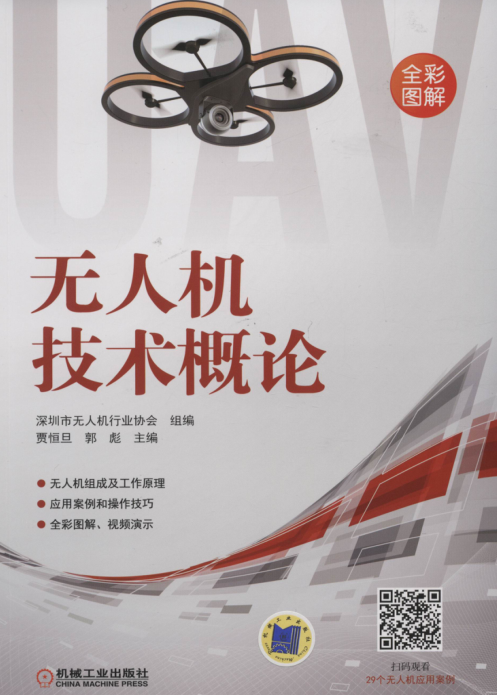 UAV
全彩
图解
无人机
技术概论
深圳市无人机行业协会 组编
贾恒旦 郭 彪 主编
● 无人机组成及工作原理
● 应用案例和操作技巧
● 全彩图解、视频演示
机械工业出版社
CHINA MACHINE PRESS
扫码观看
29个无人机应用案例